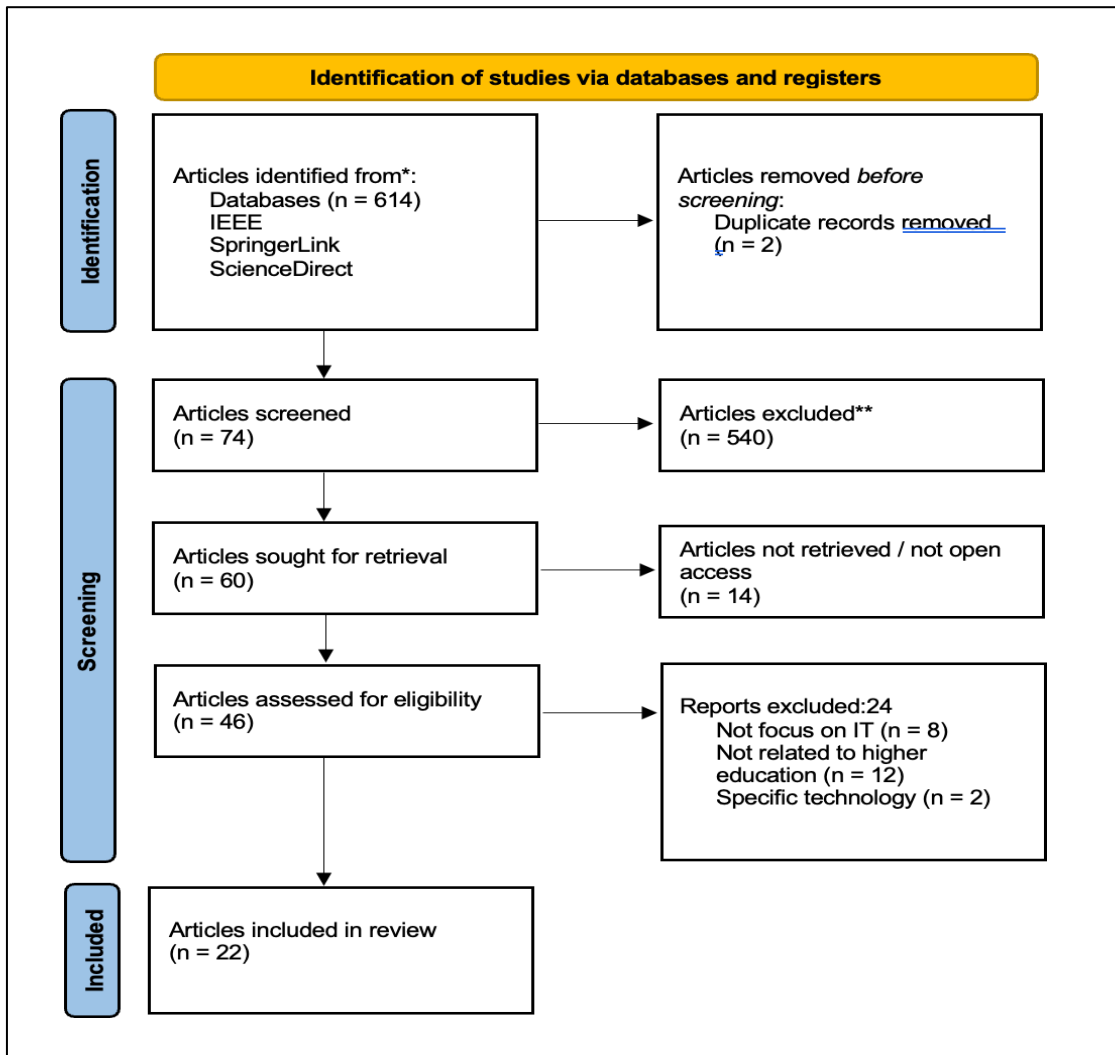 Identification of studies via databases and registers
Identification
Articles identified from*:
Databases (n = 614)
IEEE
SpringerLink
ScienceDirect
Articles removed before
screening:
Duplicate records removed
(n = 2)
Screening
Articles screened
(n = 74)
Articles excluded**
(n = 540)
Articles sought for retrieval
(n = 60)
Articles not retrieved / not open
access
(n = 14)
Articles assessed for eligibility
(n = 46)
Reports excluded:24
Not focus on IT (n = 8)
Not related to higher
education (n = 12)
Specific technology (n = 2)
Included
Articles included in review
(n = 22)